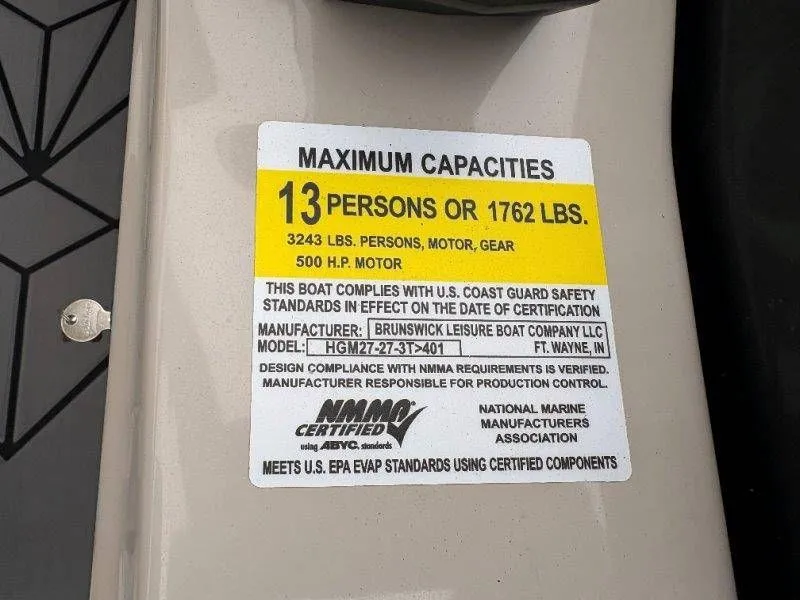 MAXIMUM CAPACITIES
13 PERSONS OR 1762 LBS.
3243 LBS. PERSONS, MOTOR, GEAR
500 H.P. MOTOR
THIS BOAT COMPLIES WITH U.S. COAST GUARD SAFETY
STANDARDS IN EFFECT ON THE DATE OF CERTIFICATION
MANUFACTURER: BRUNSWICK LEISURE BOAT COMPANY LLC
MODEL: HGM27-27-3T>401 FT. WAYNE, IN
DESIGN COMPLIANCE WITH NMMA REQUIREMENTS IS VERIFIED.
MANUFACTURER RESPONSIBLE FOR PRODUCTION CONTROL.
NMMA
CERTIFIED
using ABYC. standards
NATIONAL MARINE
MANUFACTURERS
ASSOCIATION
MEETS U.S. EPA EVAP STANDARDS USING CERTIFIED COMPONENTS